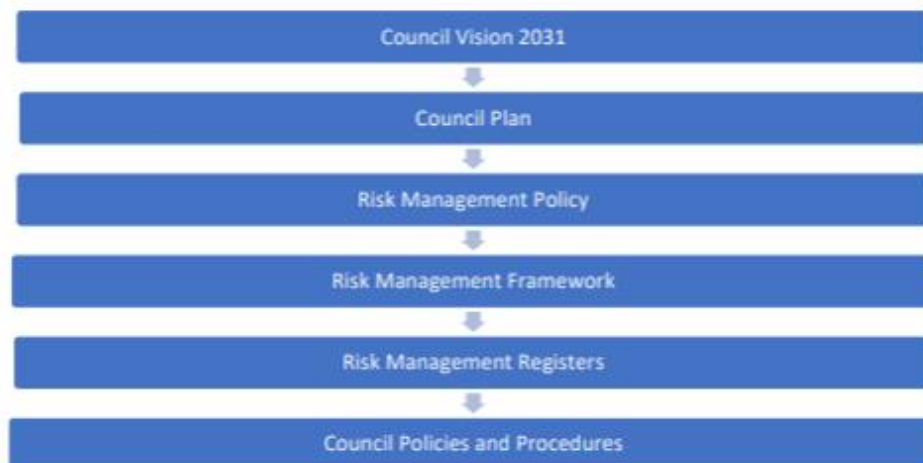 Council Vision 2031
Council Plan
Risk Management Policy
Risk Management Framework
Risk Management Registers
Council Policies and Procedures